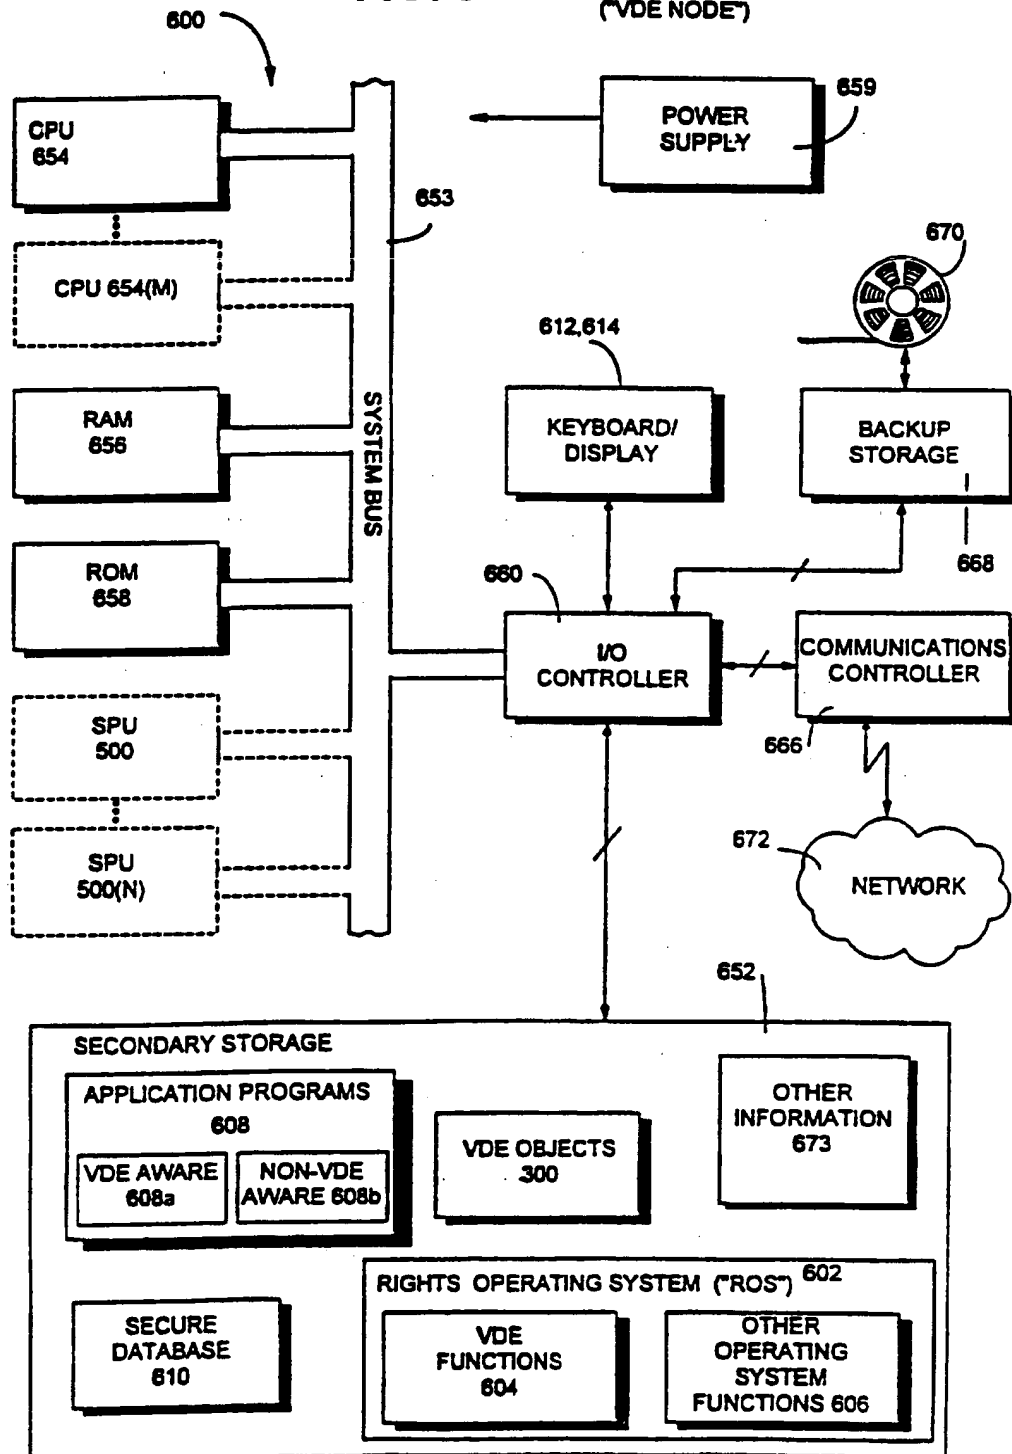 ("VDE NODE")
600
CPU
654
POWER
SUPPLY
659
653
CPU 654(M)
670
612,614
RAM
656
SYSTEM BUS
KEYBOARD/
DISPLAY
BACKUP
STORAGE
668
ROM
658
660
I/O
CONTROLLER
COMMUNICATIONS
CONTROLLER
666
SPU
500
SPU
500(N)
672
NETWORK
652
SECONDARY STORAGE
APPLICATION PROGRAMS
608
VDE AWARE
608a
NON-VDE
AWARE 608b
VDE OBJECTS
300
OTHER
INFORMATION
673
RIGHTS OPERATING SYSTEM ("ROS") 602
SECURE
DATABASE
610
VDE
FUNCTIONS
604
OTHER
OPERATING
SYSTEM
FUNCTIONS 606